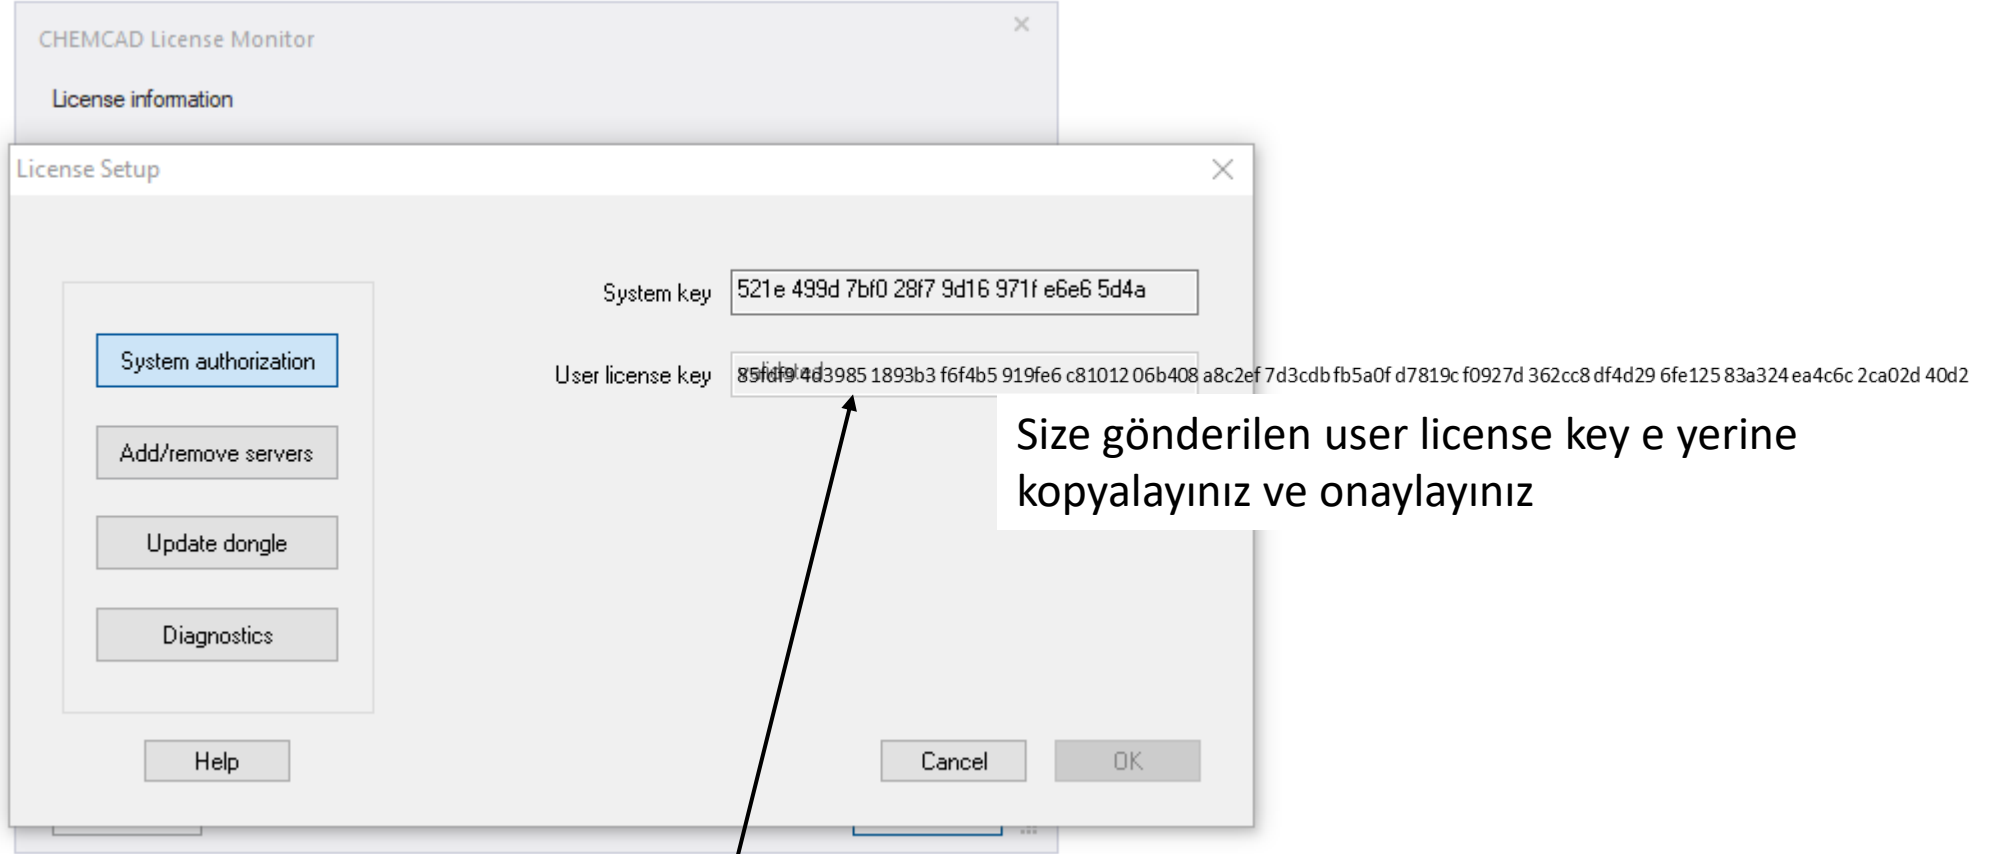 CHEMCAD License Monitor
License information
License Setup
System key 521e 499d 7bf0 28f7 9d16 971f e6e6 5d4a
System authorization
User license key 85fdf9 4d3985 1893b3 f6f4b5 919fe6 c81012 06b408 a8c2ef 7d3cdb fb5a0f d7819c f0927d 362cc8 df4d29 6fe125 83a324 ea4c6c 2ca02d 40d2
validated
Size gönderilen user license key e yerine
kopyalayınız ve onaylayınız
Add/remove servers
Update dongle
Diagnostics
Help
Cancel
OK